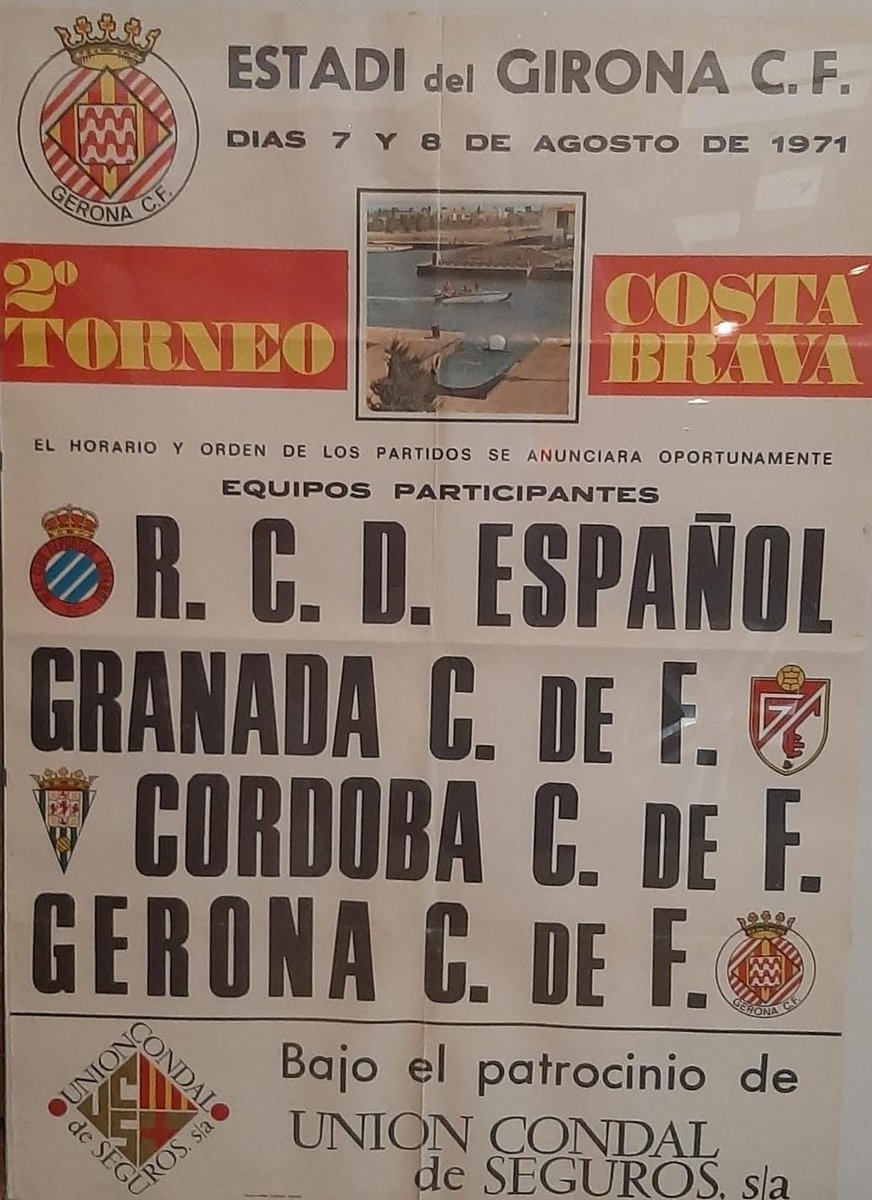 ESTADI del GIRONA C. F.
DIAS 7 Y 8 DE AGOSTO DE 1971
GERONA C.F.
2º TORNEO
COSTA BRAVA
EL HORARIO Y ORDEN DE LOS PARTIDOS SE ANUNCIARA OPORTUNAMENTE
EQUIPOS PARTICIPANTES
R. C. D. ESPAÑOL
GRANADA C. DE F.
CORDOBA C. DE F.
GERONA C. DE F.
GERONA C.F.
UNION CONDAL
de SEGUROS, s/a
Bajo el patrocinio de
UNION CONDAL
de SEGUROS, s/a